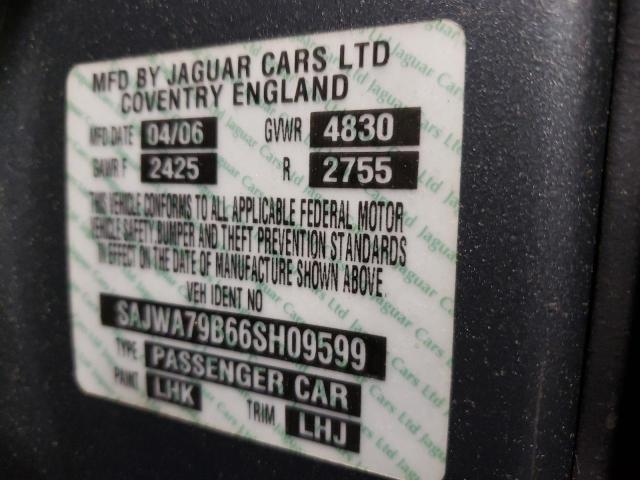 MFD BY JAGUAR CARS LTD
COVENTRY ENGLAND
MFD.DATE 04/06 GVWR 4830
GAWR F 2425 R 2755
THIS VEHICLE CONFORMS TO ALL APPLICABLE FEDERAL MOTOR
VEHICLE SAFETY BUMPER AND THEFT PREVENTION STANDARDS
IN EFFECT ON THE DATE OF MANUFACTURE SHOWN ABOVE
VEH IDENT NO
SAJWA79B66SH09599
TYPE PASSENGER CAR
PAINT LHK TRIM LHJ